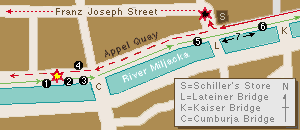 Franz Joseph Street
S
Appel Quay
4
6
5
7
L
River Miljacka
K
1
2
3
C
S=Schiller's Store
L=Lateiner Bridge
K=Kaiser Bridge
C=Cumburja Bridge
N